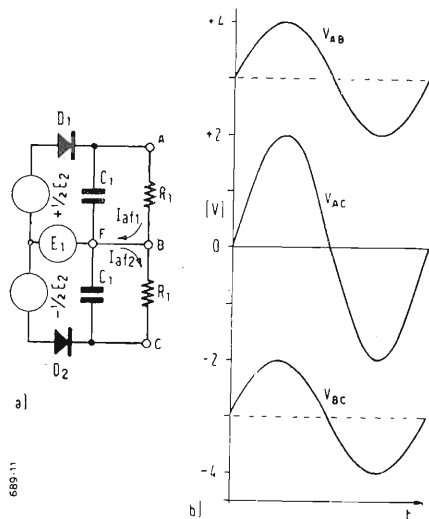 a)
D1
A
+½E2
C1
R1
Iaf1
E1
F
B
Iaf2
-½E2
C1
R1
D2
C
689-11
b)
+4
VAB
+2
[V]
VAC
0
-2
VBC
-4
t